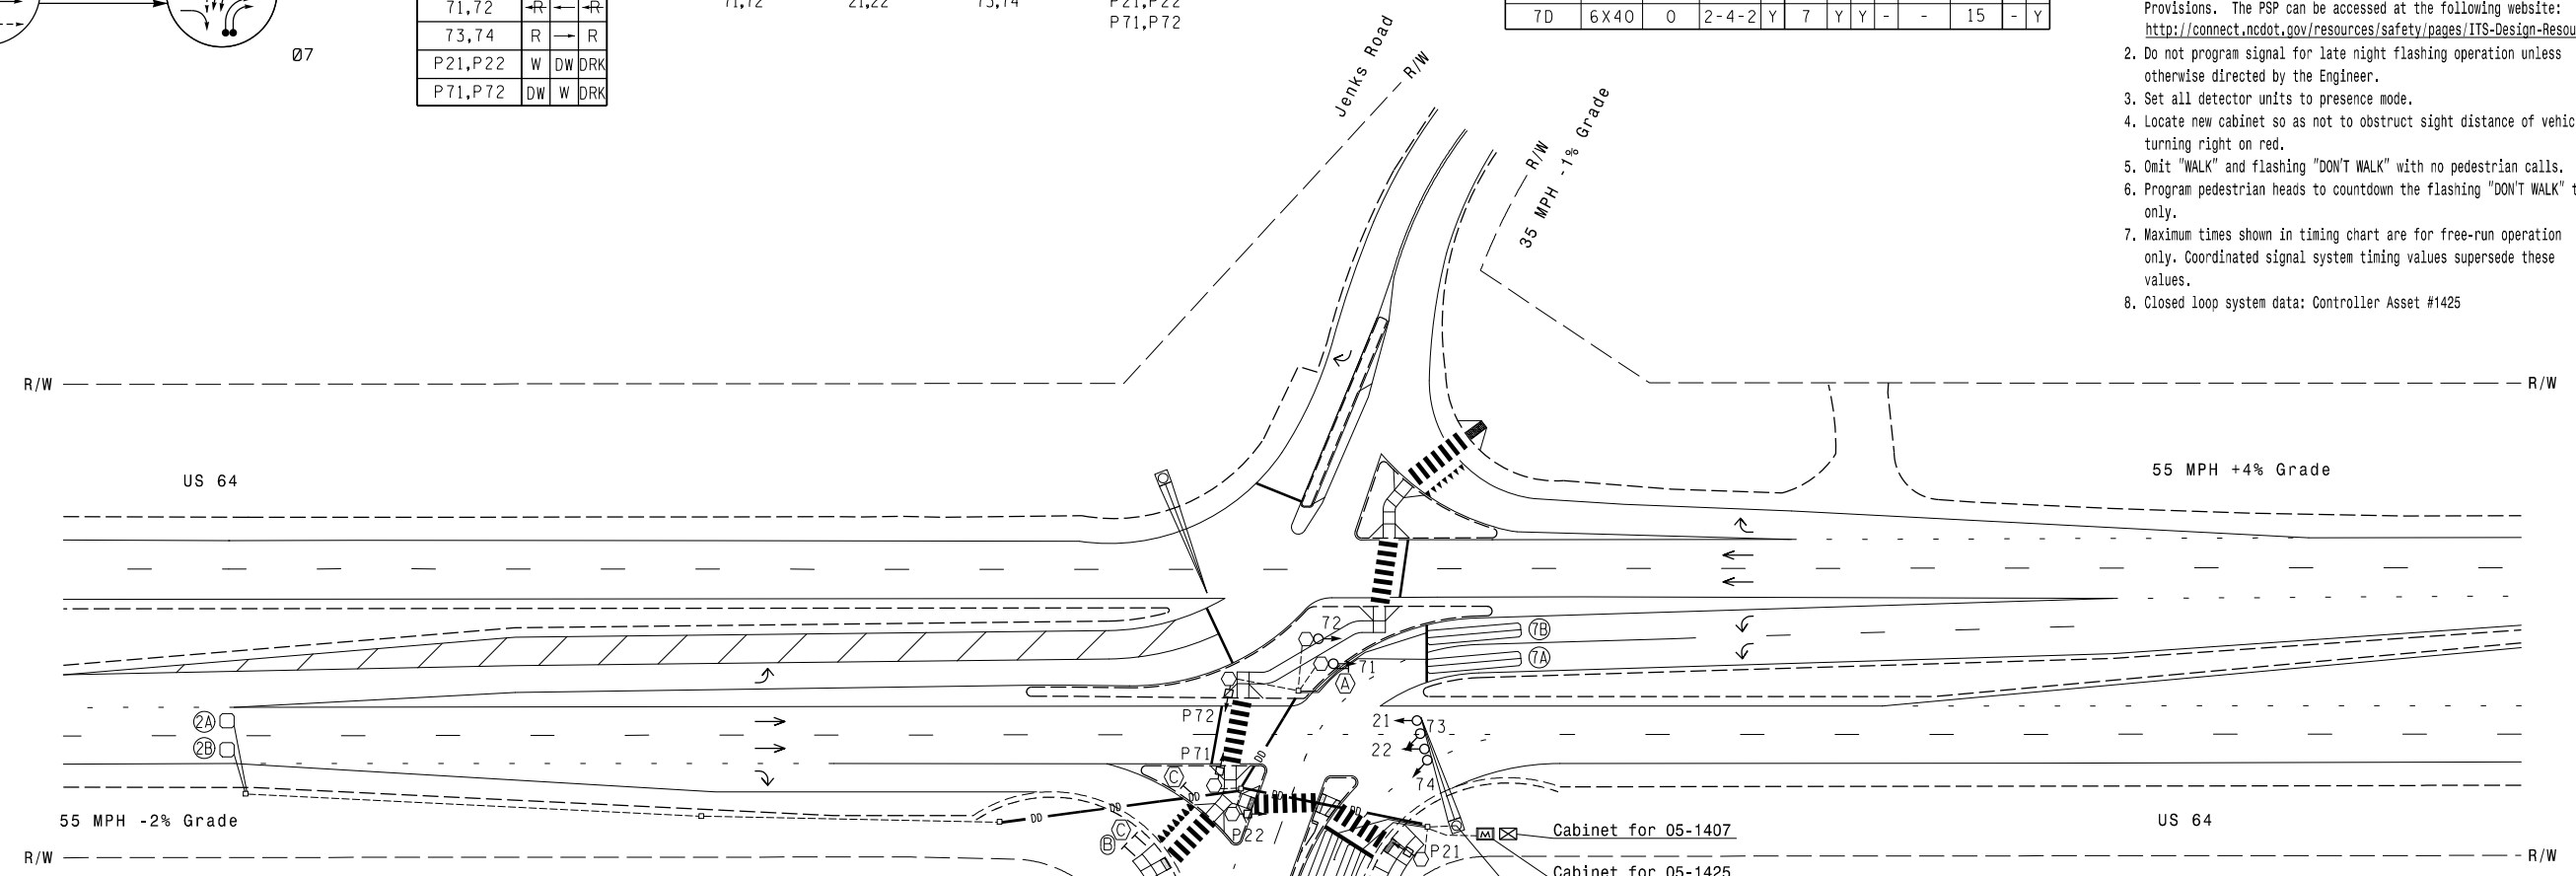 Ø7
71,72 R ← R
73,74 R → R
P21,P22 W DW DRK
P71,P72 DW W DRK
71,72 21,22 73,74 P21,P22
P71,P72
7D 6X40 0 2-4-2 Y 7 Y Y - - 15 - Y
Provisions. The PSP can be accessed at the following website:
http://connect.ncdot.gov/resources/safety/pages/ITS-Design-Resou
2. Do not program signal for late night flashing operation unless
otherwise directed by the Engineer.
3. Set all detector units to presence mode.
4. Locate new cabinet so as not to obstruct sight distance of vehic
turning right on red.
5. Omit "WALK" and flashing "DON'T WALK" with no pedestrian calls.
6. Program pedestrian heads to countdown the flashing "DON'T WALK" t
only.
7. Maximum times shown in timing chart are for free-run operation
only. Coordinated signal system timing values supersede these
values.
8. Closed loop system data: Controller Asset #1425
Jenks Road
R/W
R/W
35 MPH -1% Grade
R/W
R/W
US 64
55 MPH +4% Grade
72
7B
71
7A
A
2A
2B
P72
21
73
P71
22
74
C
DD
DD
DD
DD
DD
DD
55 MPH -2% Grade
C
B
P22
P21
M
Cabinet for 05-1407
US 64
R/W
R/W
Cabinet for 05-1425